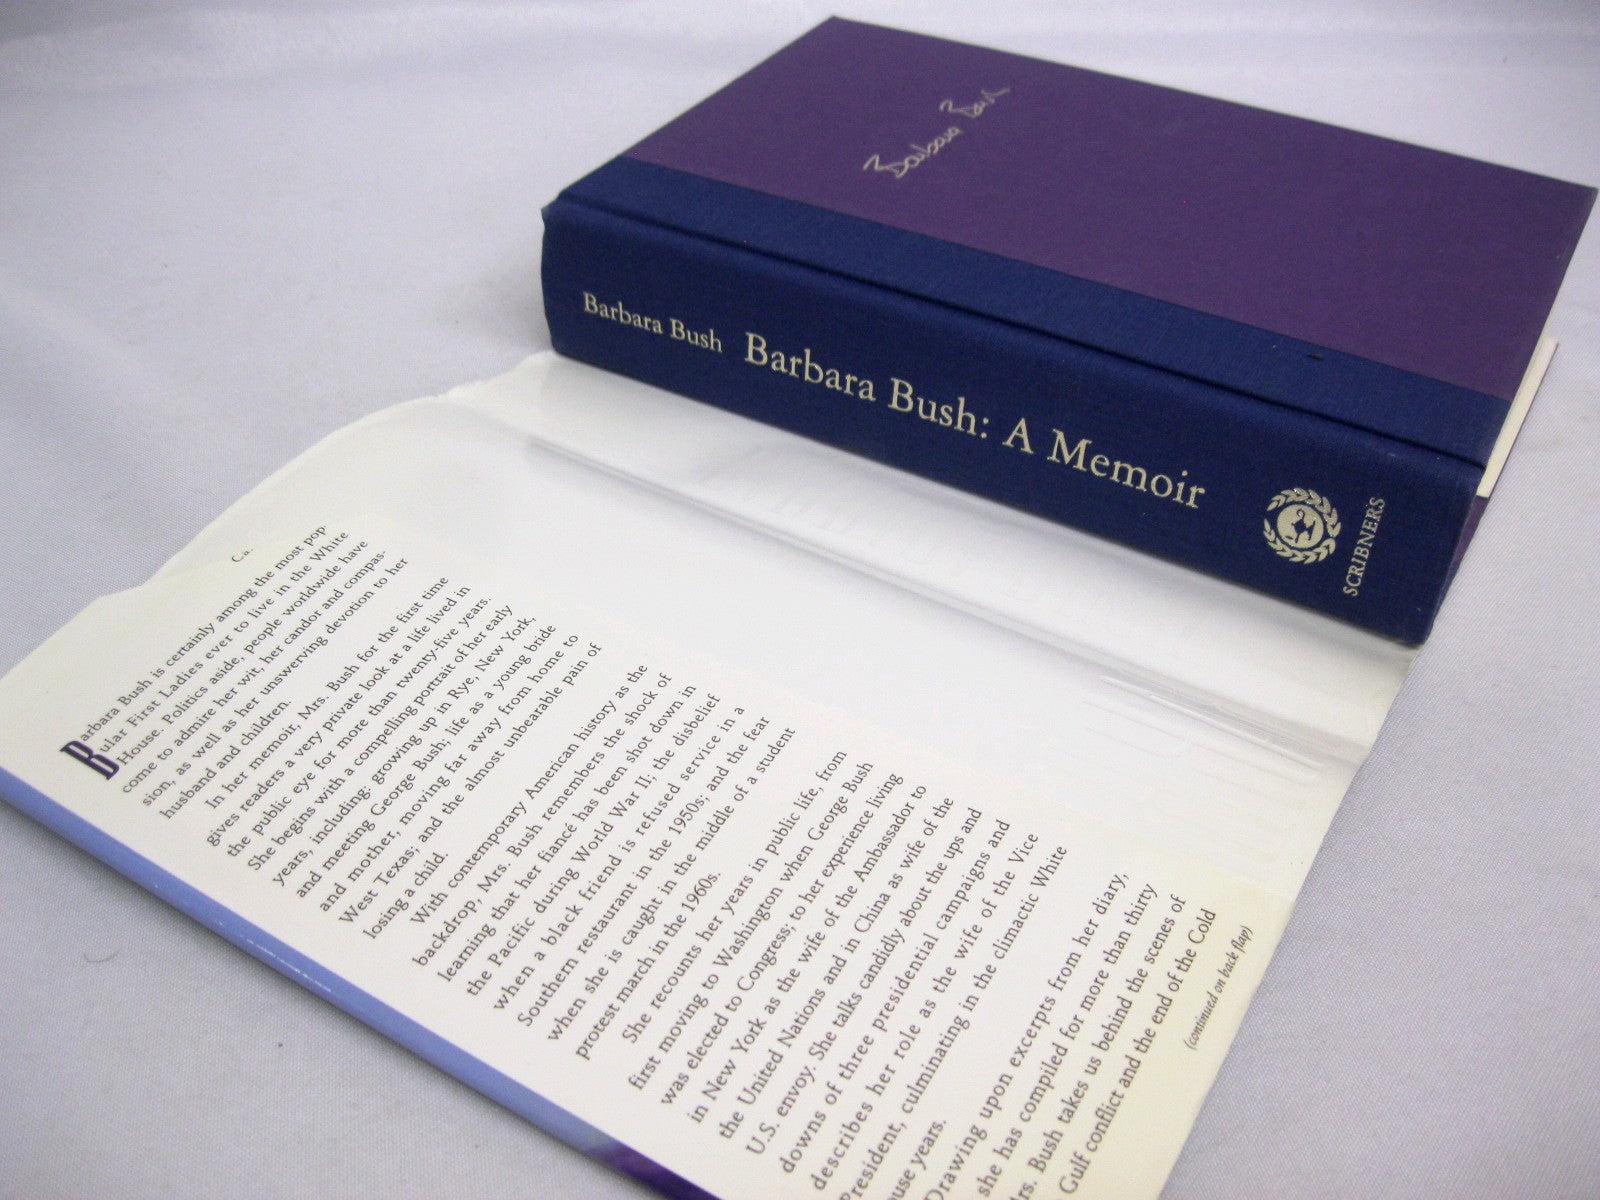 Barbara Bush
Barbara Bush Barbara Bush: A Memoir
SCRIBNERS
Ca.
Barbara Bush is certainly among the most pop-
ular First Ladies ever to live in the White
House. Politics aside, people worldwide have
come to admire her wit, her candor and compas-
sion, as well as her unswerving devotion to her
husband and children.
In her memoir, Mrs. Bush for the first time
gives readers a very private look at a life lived in
the public eye for more than twenty-five years.
She begins with a compelling portrait of her early
years, including: growing up in Rye, New York,
and meeting George Bush; life as a young bride
and mother, moving far away from home to
West Texas; and the almost unbearable pain of
losing a child.
With contemporary American history as the
backdrop, Mrs. Bush remembers the shock of
learning that her fiancé has been shot down in
the Pacific during World War II; the disbelief
when a black friend is refused service in a
Southern restaurant in the 1950s; and the fear
when she is caught in the middle of a student
protest march in the 1960s.
She recounts her years in public life, from
first moving to Washington when George Bush
was elected to Congress; to her experience living
in New York as the wife of the Ambassador to
the United Nations and in China as wife of the
U.S. envoy. She talks candidly about the ups and
downs of three presidential campaigns and
describes her role as the wife of the Vice
President, culminating in the climactic White
use years.
Drawing upon excerpts from her diary,
she has compiled for more than thirty
rs. Bush takes us behind the scenes of
Gulf conflict and the end of the Cold
(continued on back flap)